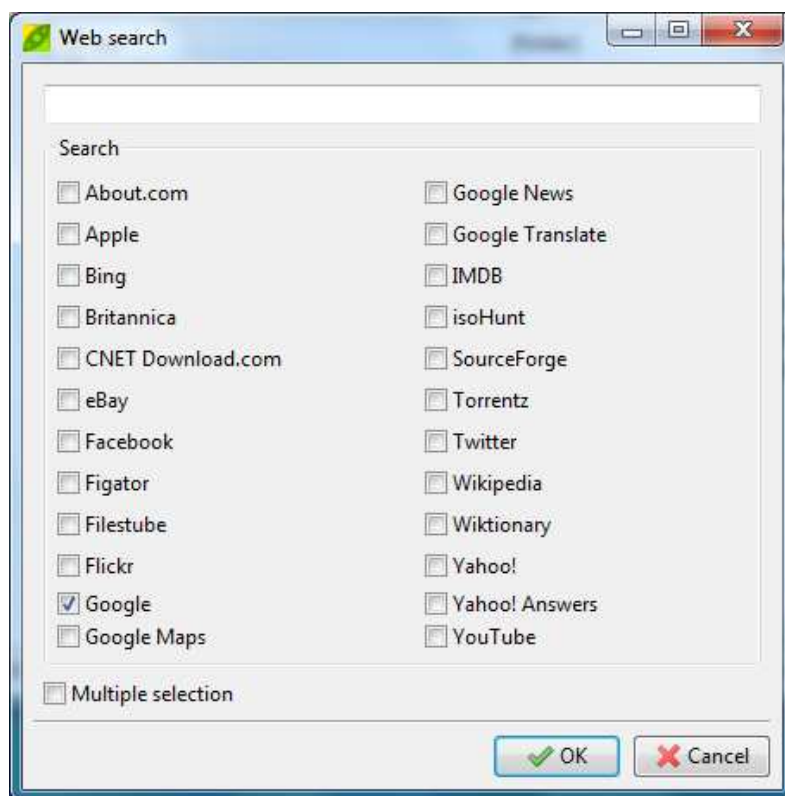 Web search
Search
About.com
Apple
Bing
Britannica
CNET Download.com
eBay
Facebook
Figator
Filestube
Flickr
Google
Google Maps
Google News
Google Translate
IMDB
isoHunt
SourceForge
Torrentz
Twitter
Wikipedia
Wiktionary
Yahoo!
Yahoo! Answers
YouTube
Multiple selection
OK
Cancel